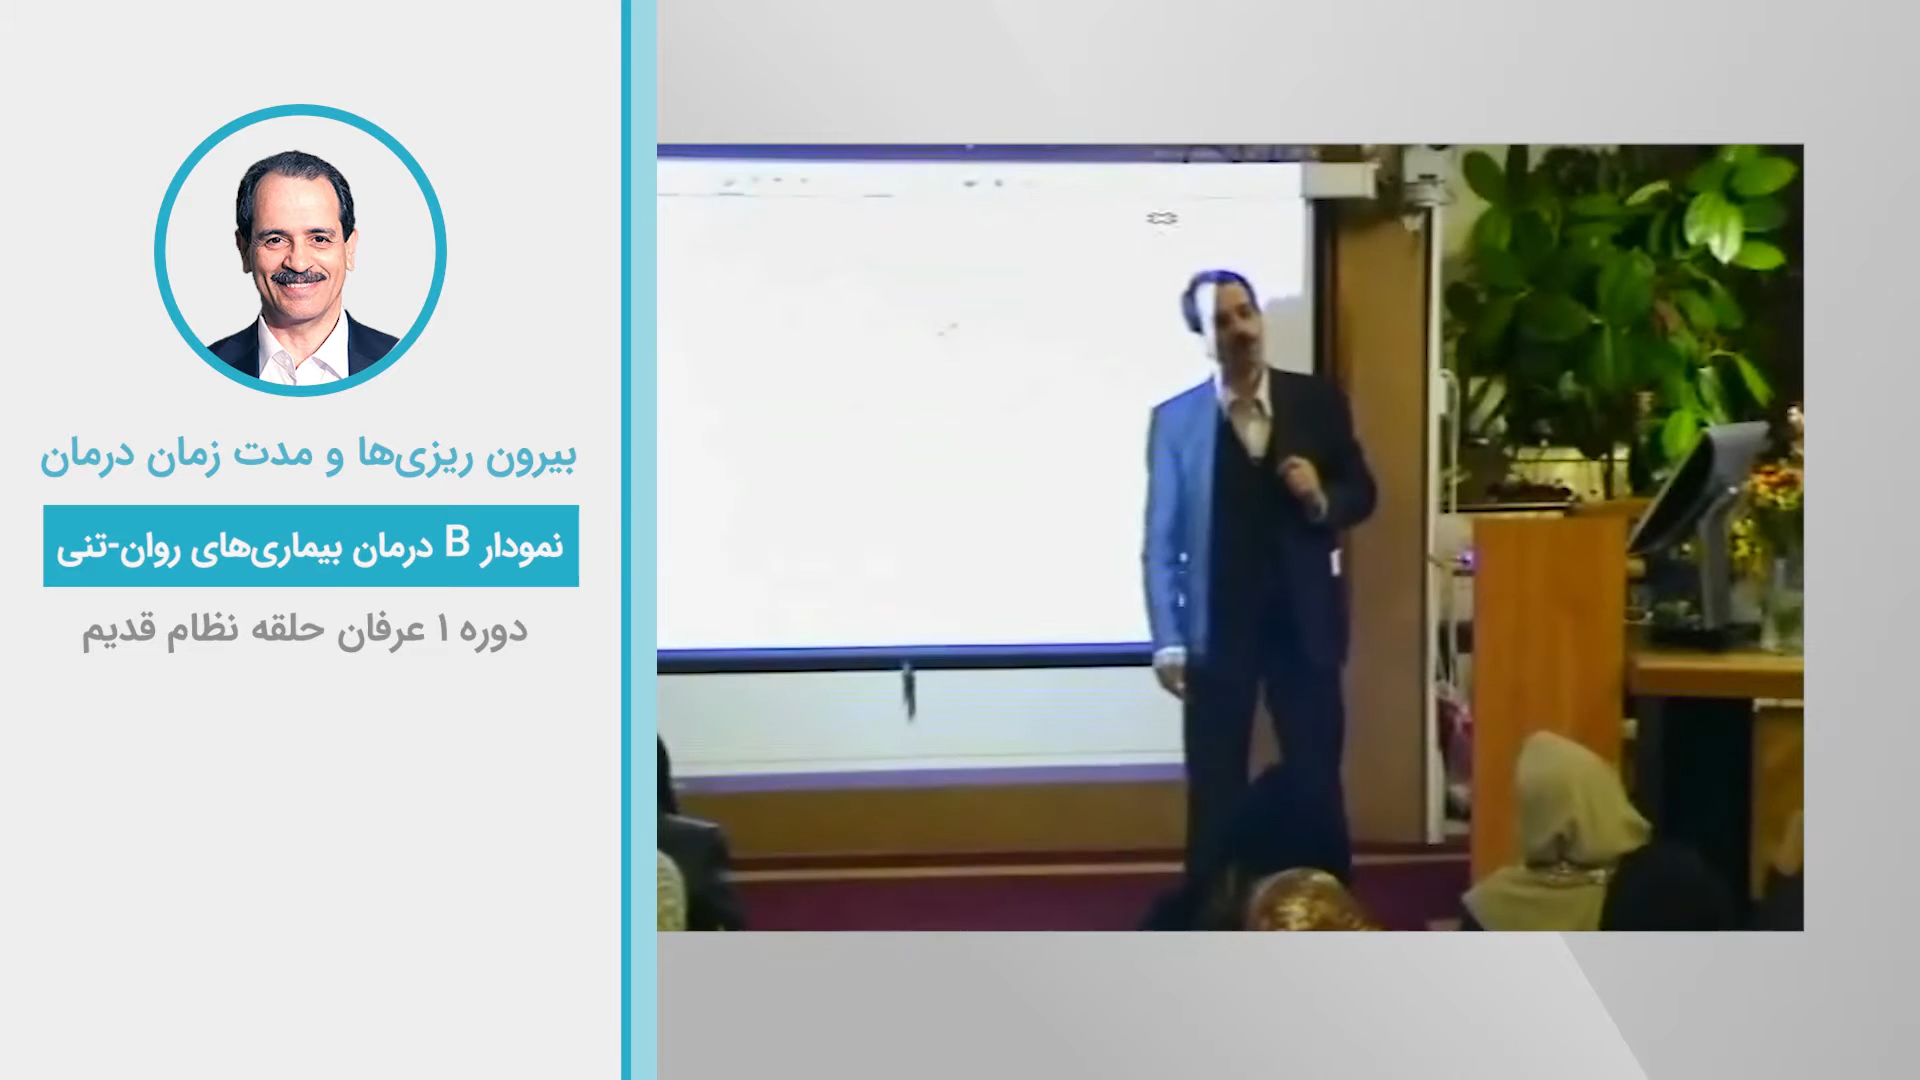 بیرون ریزی‌ها و مدت زمان درمان
نمودار B درمان بیماری‌های روان-تنی
دوره ۱ عرفان حلقه نظام قدیم